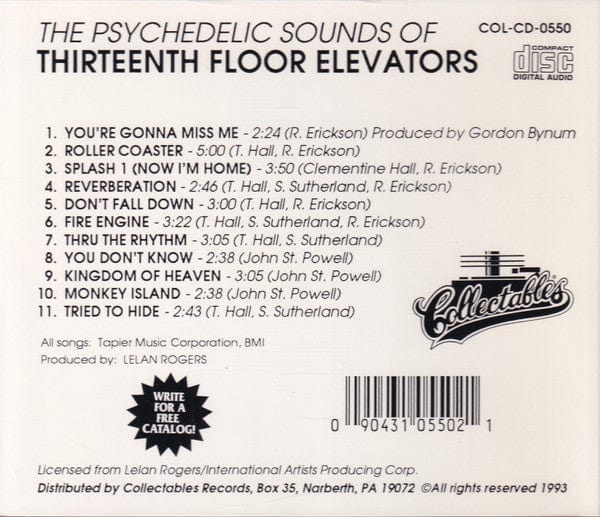 THE PSYCHEDELIC SOUNDS OF
THIRTEENTH FLOOR ELEVATORS
COL-CD-0550
COMPACT
disc
DIGITAL AUDIO
1. YOU'RE GONNA MISS ME - 2:24 (R. Erickson) Produced by Gordon Bynum
2. ROLLER COASTER - 5:00 (T. Hall, R. Erickson)
3. SPLASH 1 (NOW I'M HOME) - 3:50 (Clementine Hall, R. Erickson)
4. REVERBERATION - 2:46 (T. Hall, S. Sutherland, R. Erickson)
5. DON'T FALL DOWN - 3:00 (T. Hall, R. Erickson)
6. FIRE ENGINE - 3:22 (T. Hall, S. Sutherland, R. Erickson)
7. THRU THE RHYTHM - 3:05 (T. Hall, S. Sutherland)
8. YOU DON'T KNOW - 2:38 (John St. Powell)
9. KINGDOM OF HEAVEN - 3:05 (John St. Powell)
10. MONKEY ISLAND - 2:38 (John St. Powell)
11. TRIED TO HIDE - 2:43 (T. Hall, S. Sutherland)
Collectables
All songs: Tapier Music Corporation, BMI
Produced by: LELAN ROGERS
WRITE
FOR A
FREE
CATALOG!
0 90431 05502 1
Licensed from Lelan Rogers/International Artists Producing Corp.
Distributed by Collectables Records, Box 35, Narberth, PA 19072 ©All rights reserved 1993